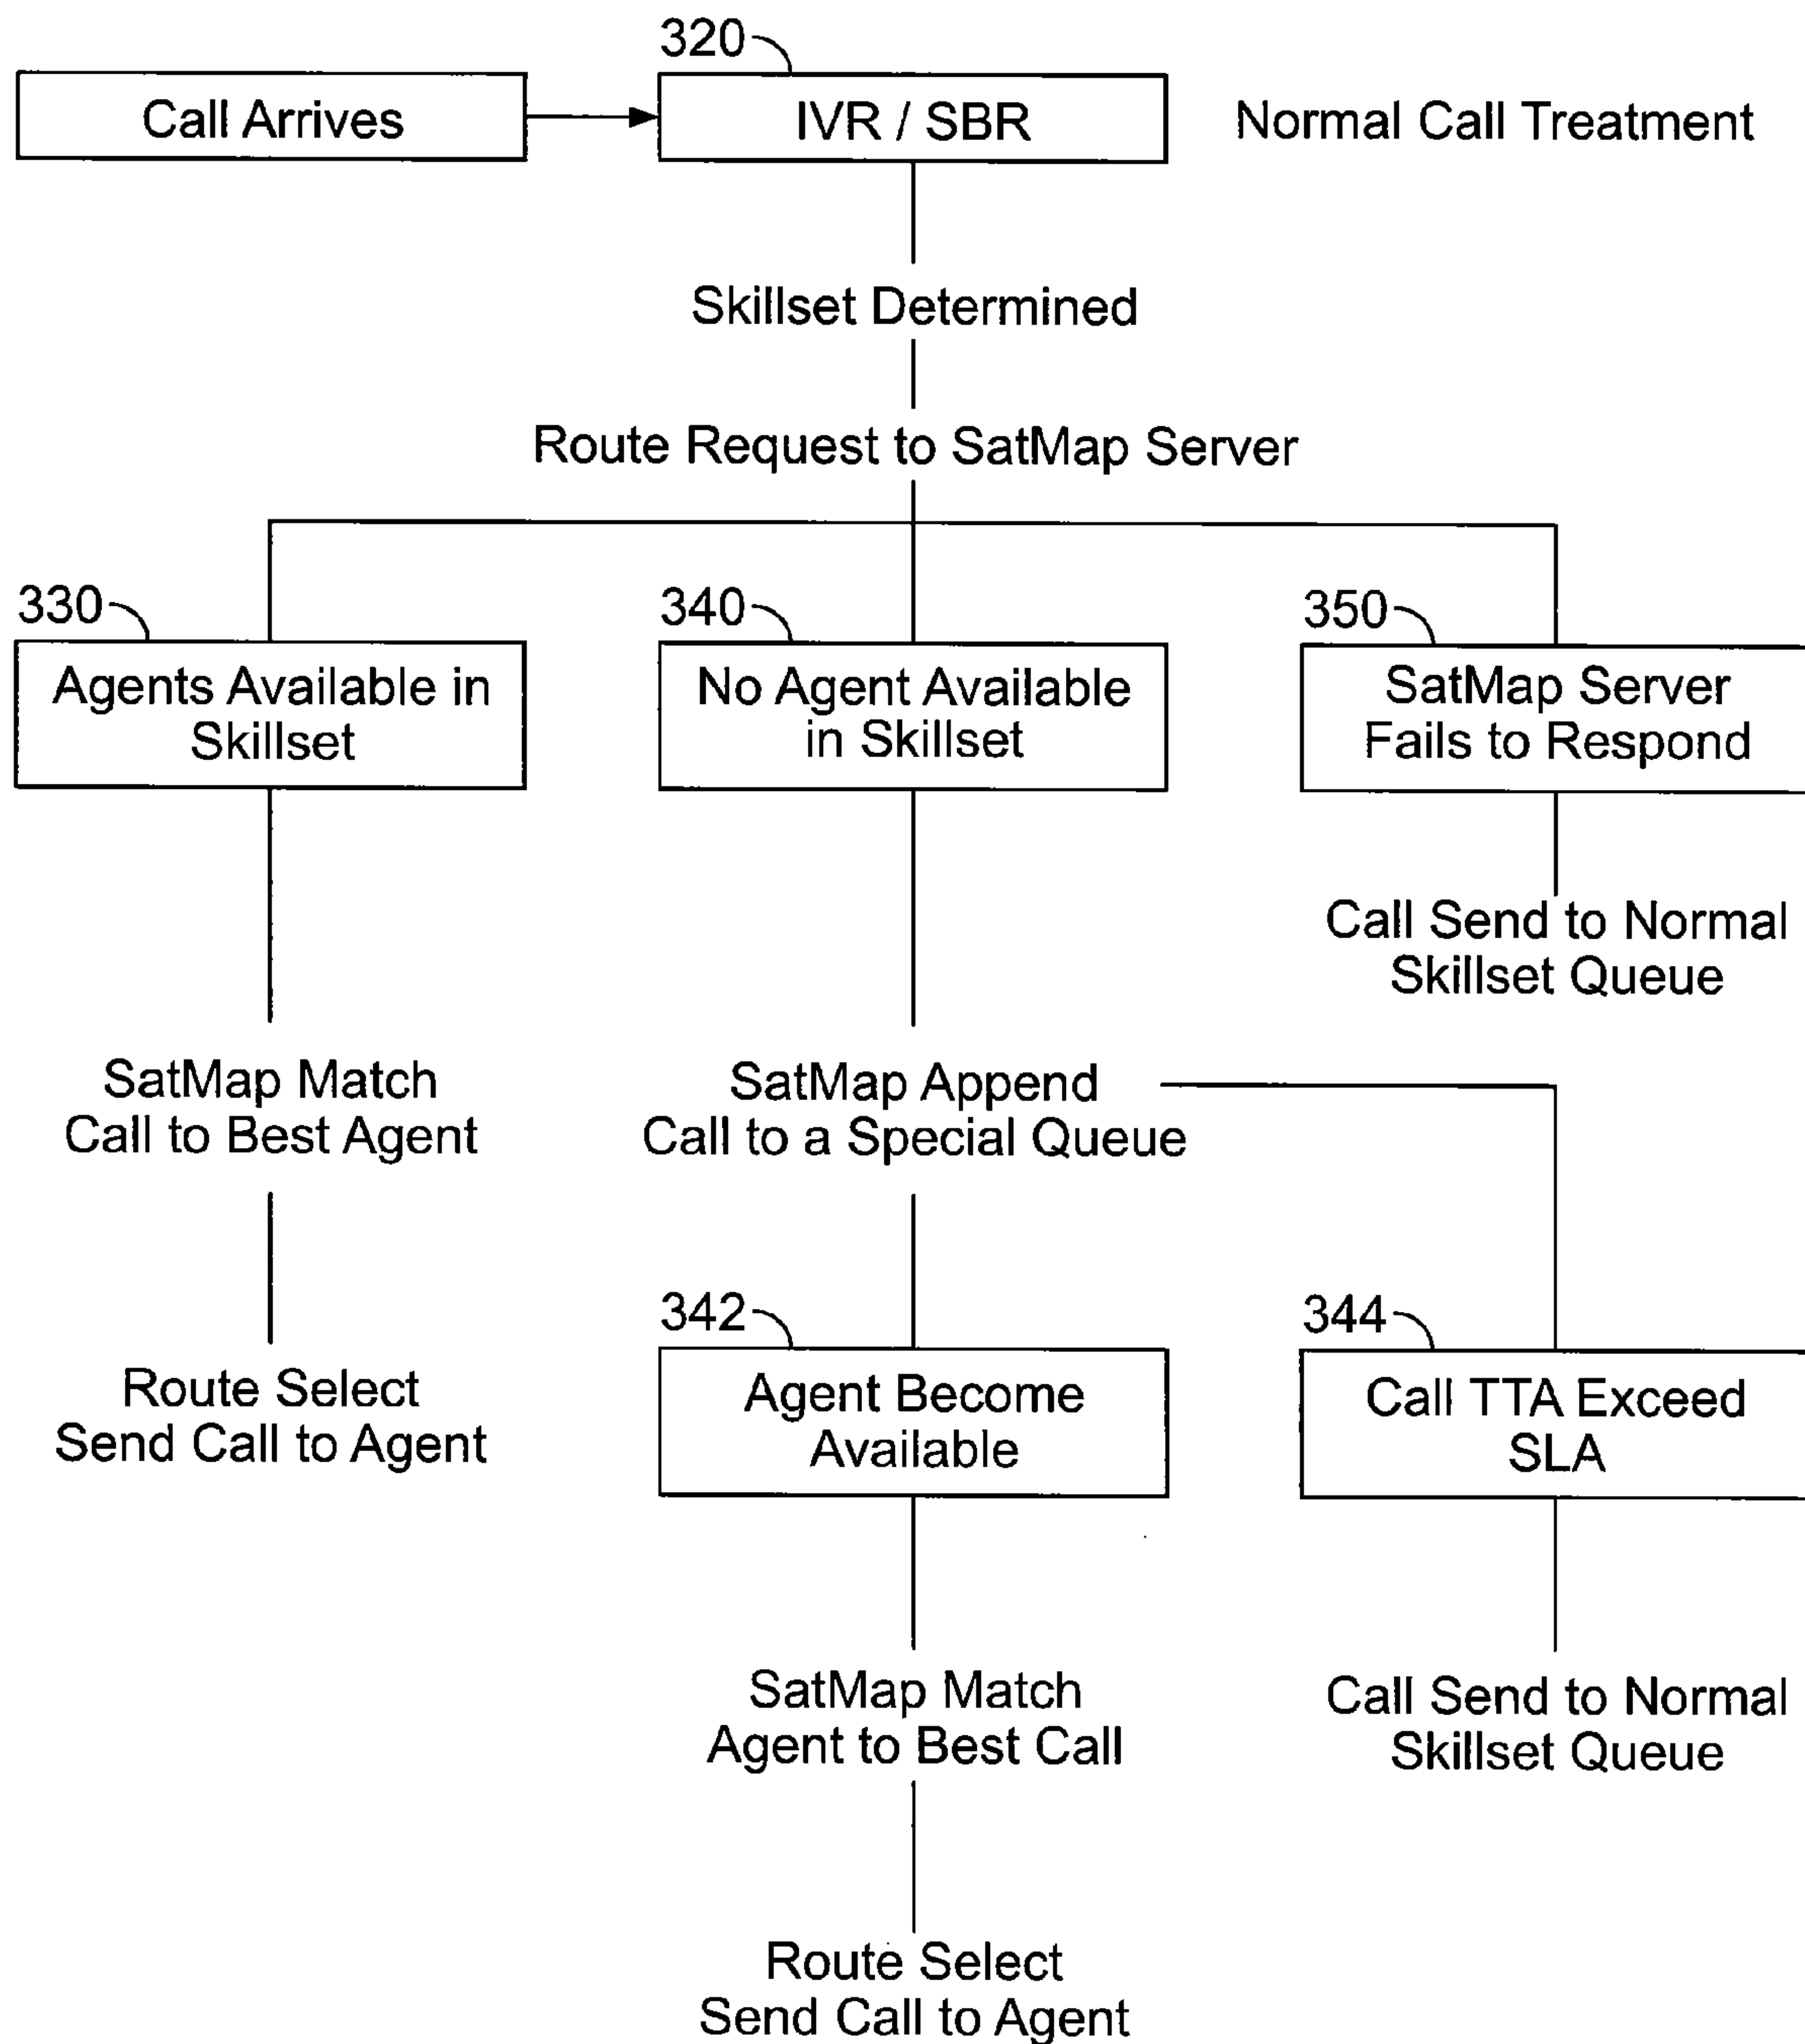 320
Call Arrives
IVR / SBR
Normal Call Treatment
Skillset Determined
Route Request to SatMap Server
330
340
350
Agents Available in
Skillset
No Agent Available
in Skillset
SatMap Server
Fails to Respond
Call Send to Normal
Skillset Queue
SatMap Match
Call to Best Agent
SatMap Append
Call to a Special Queue
Route Select
Send Call to Agent
342
344
Agent Become
Available
Call TTA Exceed
SLA
SatMap Match
Agent to Best Call
Call Send to Normal
Skillset Queue
Route Select
Send Call to Agent